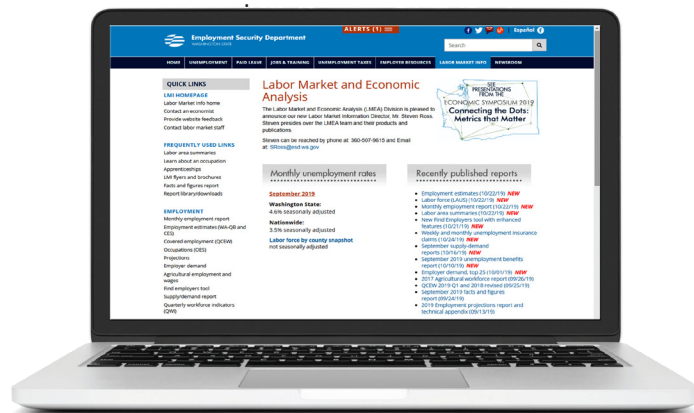 ALERTS (1)
Employment Security Department
WASHINGTON STATE
Español
Search
HOME UNEMPLOYMENT PAID LEAVE JOBS & TRAINING UNEMPLOYMENT TAXES EMPLOYER RESOURCES LABOR MARKET INFO NEWSROOM
QUICK LINKS
LMI HOMEPAGE
Labor Market Info home
Contact an economist
Provide website feedback
Contact labor market staff
FREQUENTLY USED LINKS
Labor area summaries
Learn about an occupation
Apprenticeships
LMI flyers and brochures
Facts and figures report
Report library/downloads
EMPLOYMENT
Monthly employment report
Employment estimates (WA-QB and
CES)
Covered employment (QCEW)
Occupations (OES)
Projections
Employer demand
Agricultural employment and
wages
Find employers tool
Supply/demand report
Quarterly workforce indicators
(QWI)
Labor Market and Economic
Analysis
The Labor Market and Economic Analysis (LMEA) Division is pleased to
announce our new Labor Market Information Director, Mr. Steven Ross.
Steven presides over the LMEA team and their products and
publications.
Steven can be reached by phone at 360-507-9615 and Email
at SRoss@esd.wa.gov
SEE
PRESENTATIONS
FROM THE
ECONOMIC SYMPOSIUM 2019
Connecting the Dots:
Metrics that Matter
Monthly unemployment rates
September 2019
Washington State:
4.6% seasonally adjusted
Nationwide:
3.5% seasonally adjusted
Labor force by county snapshot
not seasonally adjusted
Recently published reports
Employment estimates (10/22/19) NEW
Labor force (LAUS) (10/22/19) NEW
Monthly employment report (10/22/19) NEW
Labor area summaries (10/22/19) NEW
New Find Employers tool with enhanced
features (10/21/19) NEW
Weekly and monthly unemployment insurance
claims (10/24/19) NEW
September supply-demand
reports (10/16/19) NEW
September 2019 unemployment benefits
report (10/10/19) NEW
Employer demand, top 25 (10/01/19) NEW
2017 Agricultural workforce report (09/26/19)
QCEW 2019 Q1 and 2018 revised (09/25/19)
September 2019 facts and figures
report (09/24/19)
2019 Employment projections report and
technical appendix (09/13/19)